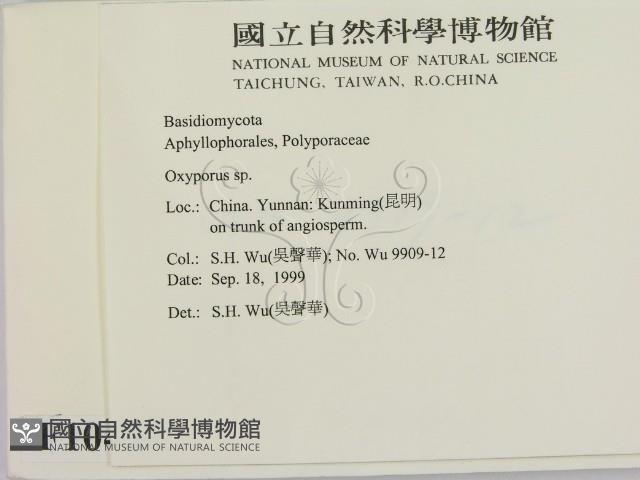 國立自然科學博物館
NATIONAL MUSEUM OF NATURAL SCIENCE
TAICHUNG, TAIWAN, R.O.CHINA
Basidiomycota
Aphyllophorales, Polyporaceae
Oxyporus sp.
Loc.: China. Yunnan: Kunming(昆明)
on trunk of angiosperm.
Col.: S.H. Wu(吳聲華); No. Wu 9909-12
Date: Sep. 18, 1999
Det.: S.H. Wu(吳聲華)
國立自然科學博物館
NATIONAL MUSEUM OF NATURAL SCIENCE